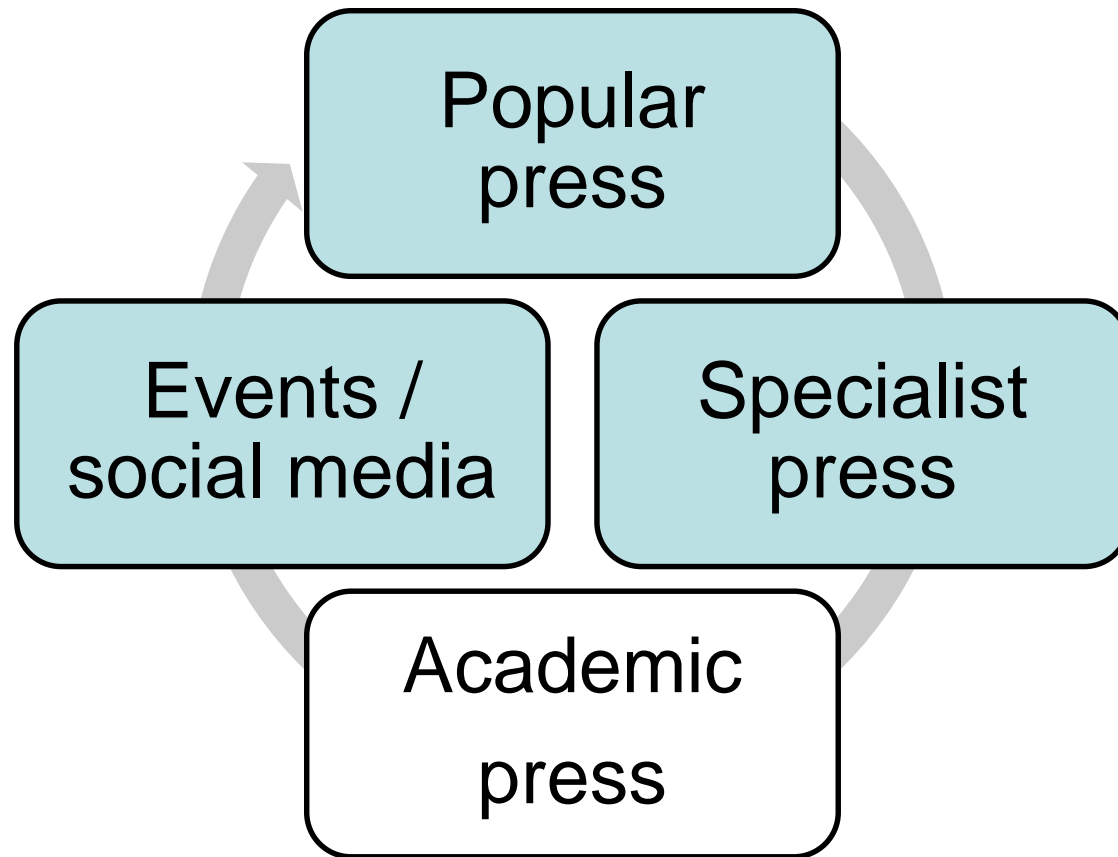 Popular
press
Events /
social media
Specialist
press
Academic
press